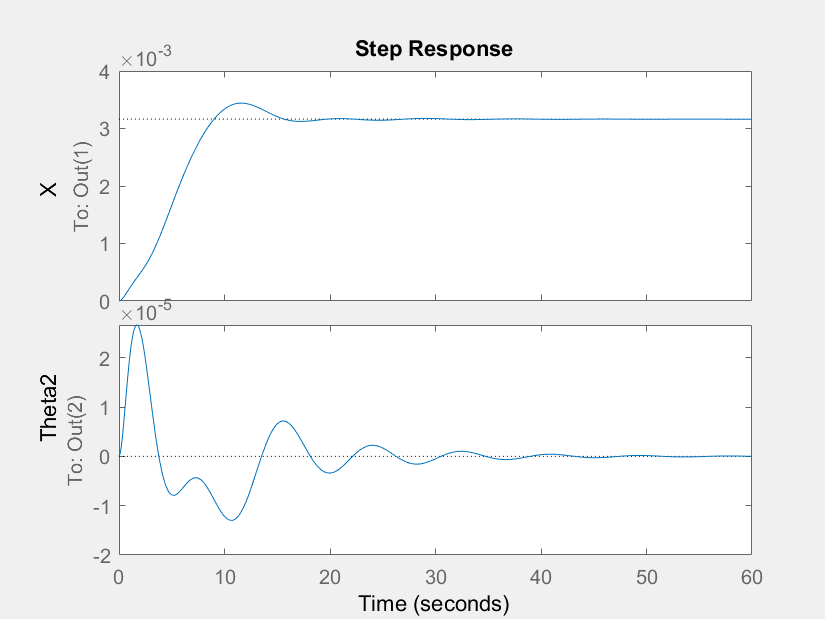 Step Response
×10-3
4
3
2
1
0
X
To: Out(1)
×10-5
2
1
0
-1
-2
Theta2
To: Out(2)
0 10 20 30 40 50 60
Time (seconds)